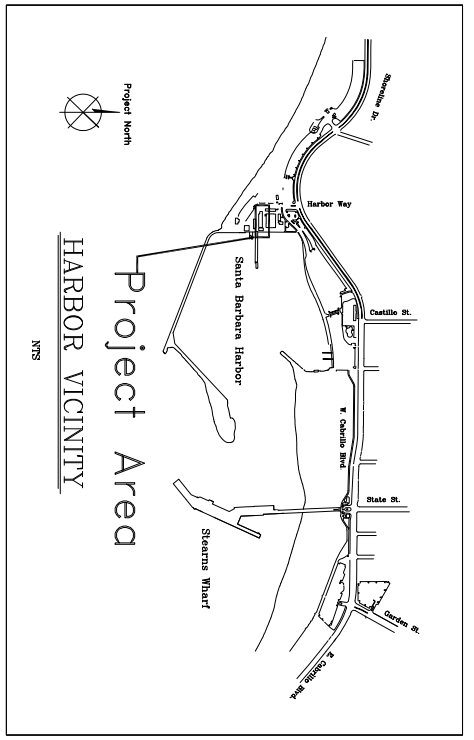 Shoreline Dr.
Project North
Harbor Way
Santa Barbara Harbor
Castillo St.
Project Area
HARBOR VICINITY
NTS
W. Cabrillo Blvd.
State St.
Stearns Wharf
Garden St.
E. Cabrillo Blvd.